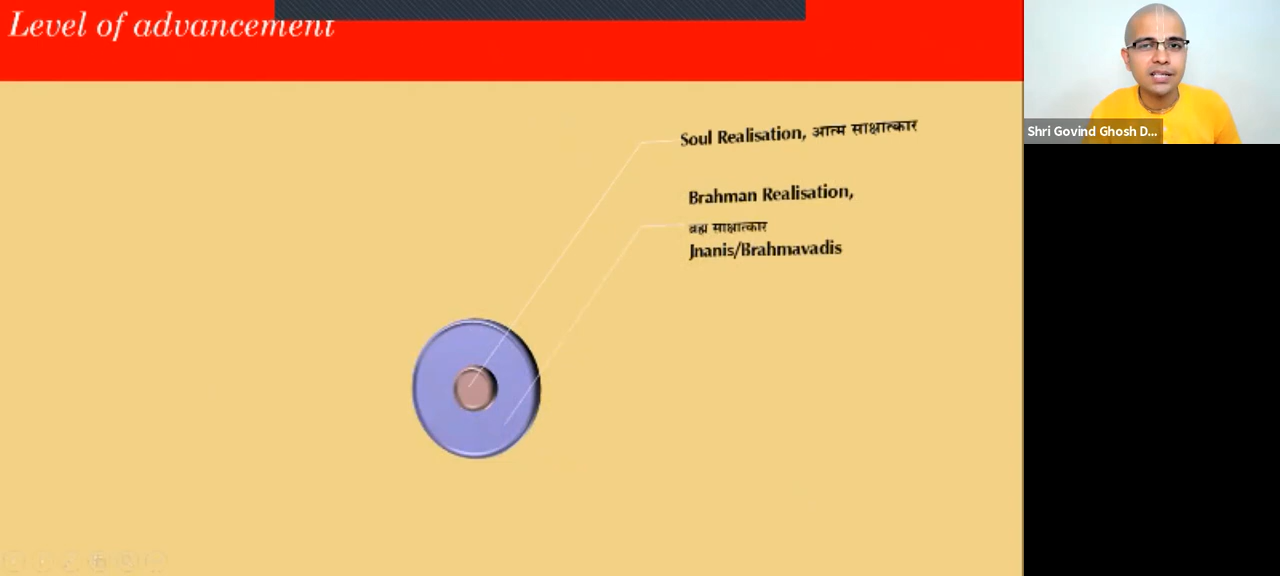 Level of advancement
Soul Realisation, आत्म साक्षात्कार
Brahman Realisation,
ब्रह्म साक्षात्कार
Jnanis/Brahmavadis
Shri Govind Ghosh D...